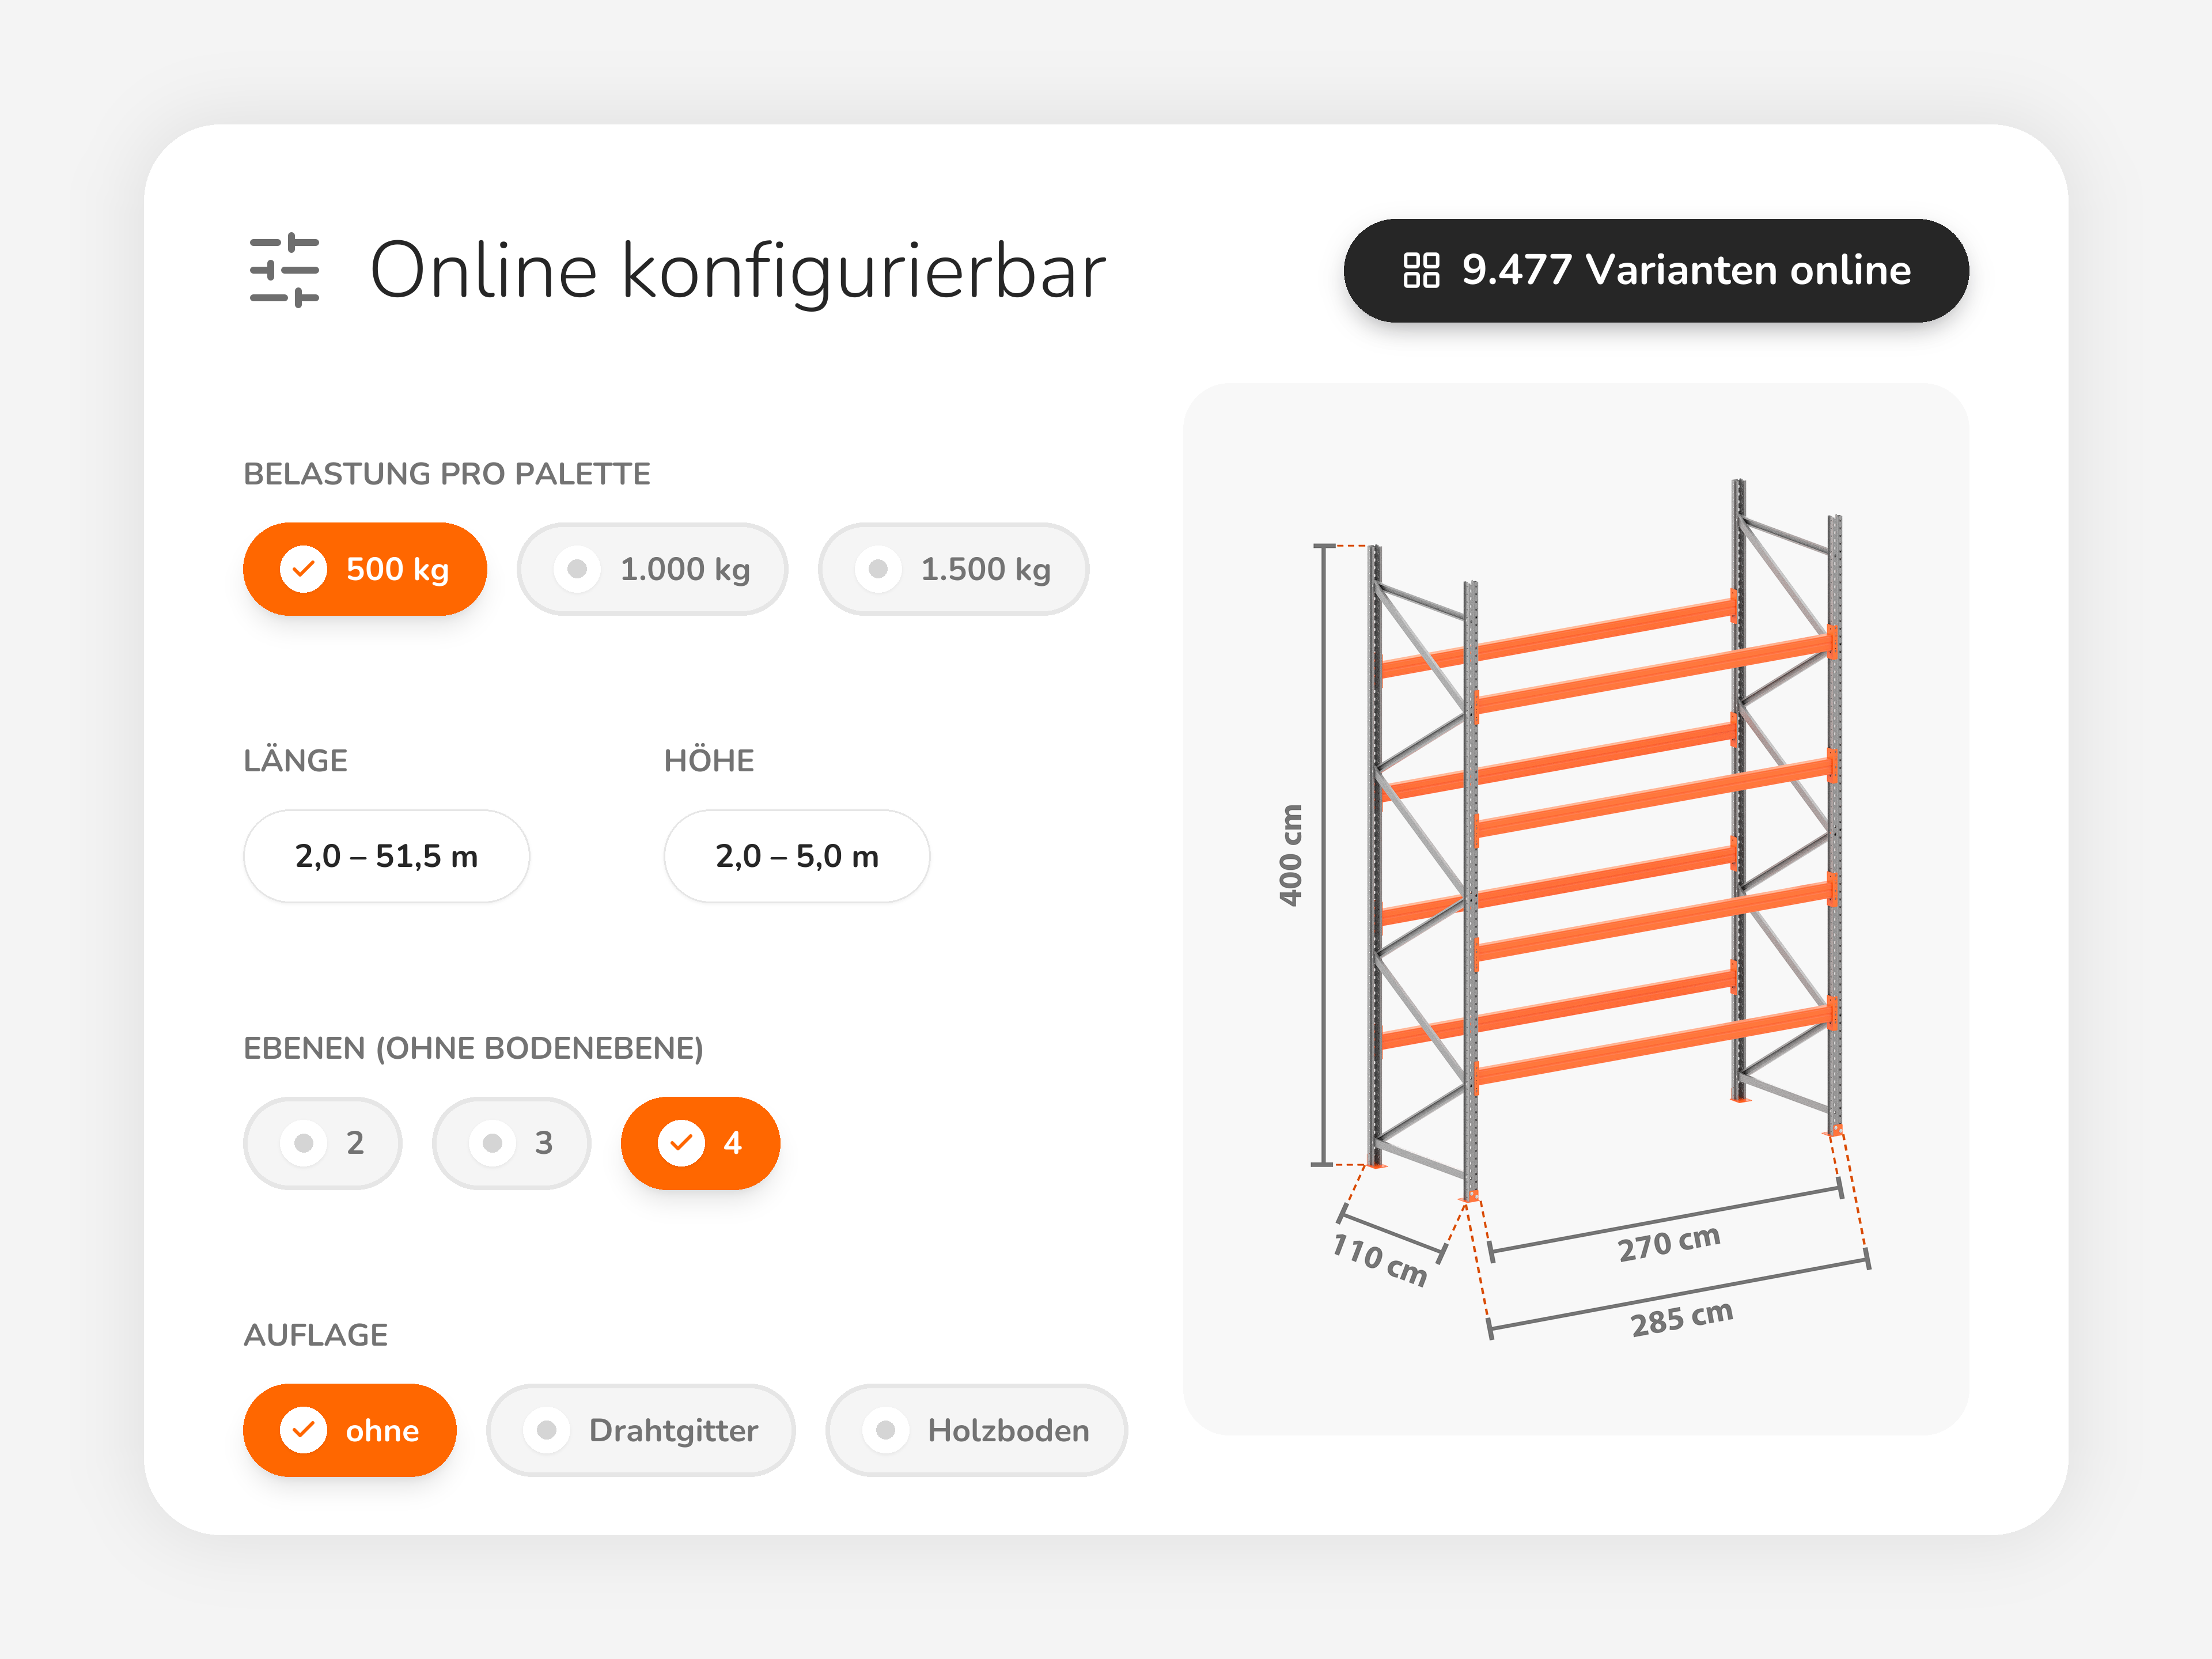 Online konfigurierbar
9.477 Varianten online
BELASTUNG PRO PALETTE
500 kg
1.000 kg
1.500 kg
LÄNGE
HÖHE
2,0 – 51,5 m
2,0 – 5,0 m
EBENEN (OHNE BODENEBENE)
2
3
4
AUFLAGE
ohne
Drahtgitter
Holzboden
400 cm
110 cm
270 cm
285 cm